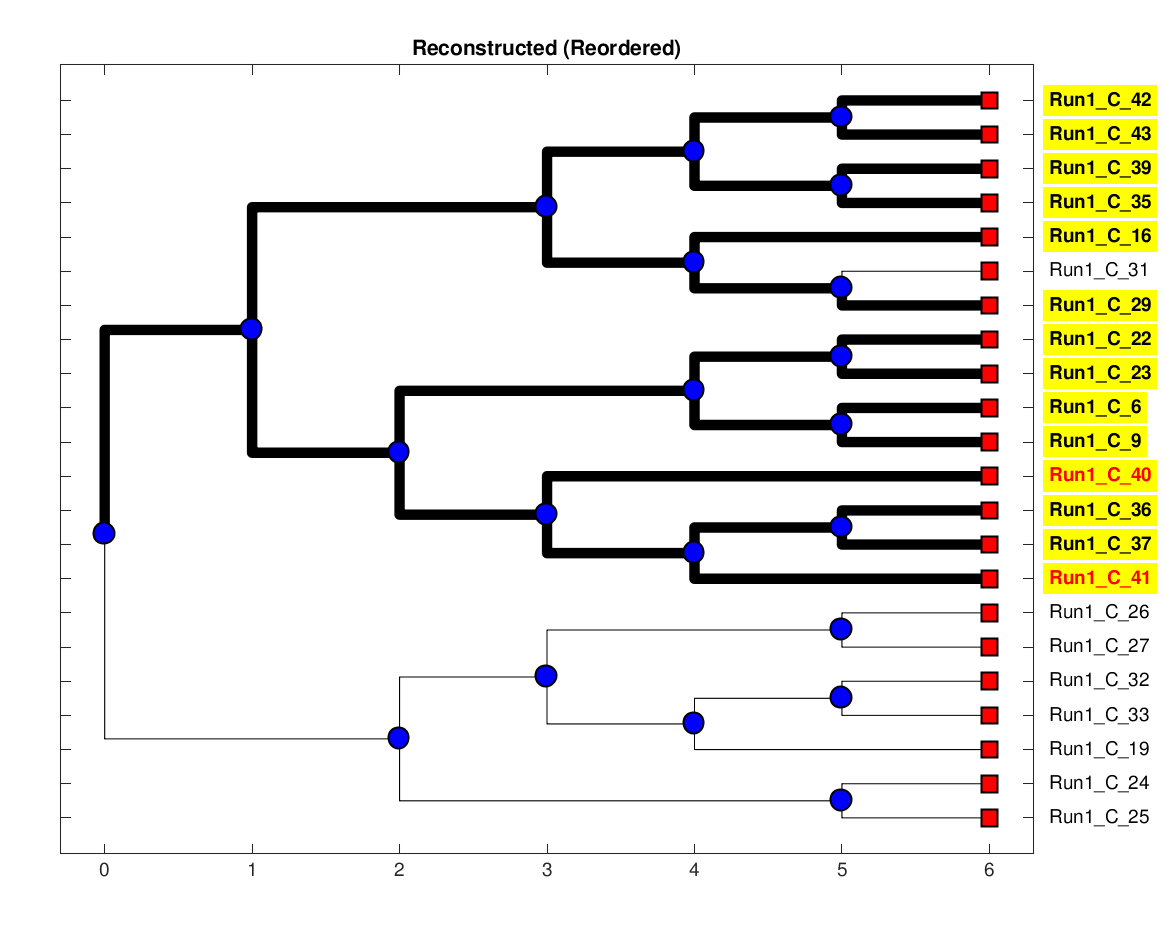 Reconstructed (Reordered)
Run1_C_42
Run1_C_43
Run1_C_39
Run1_C_35
Run1_C_16
Run1_C_31
Run1_C_29
Run1_C_22
Run1_C_23
Run1_C_6
Run1_C_9
Run1_C_40
Run1_C_36
Run1_C_37
Run1_C_41
Run1_C_26
Run1_C_27
Run1_C_32
Run1_C_33
Run1_C_19
Run1_C_24
Run1_C_25
0 1 2 3 4 5 6